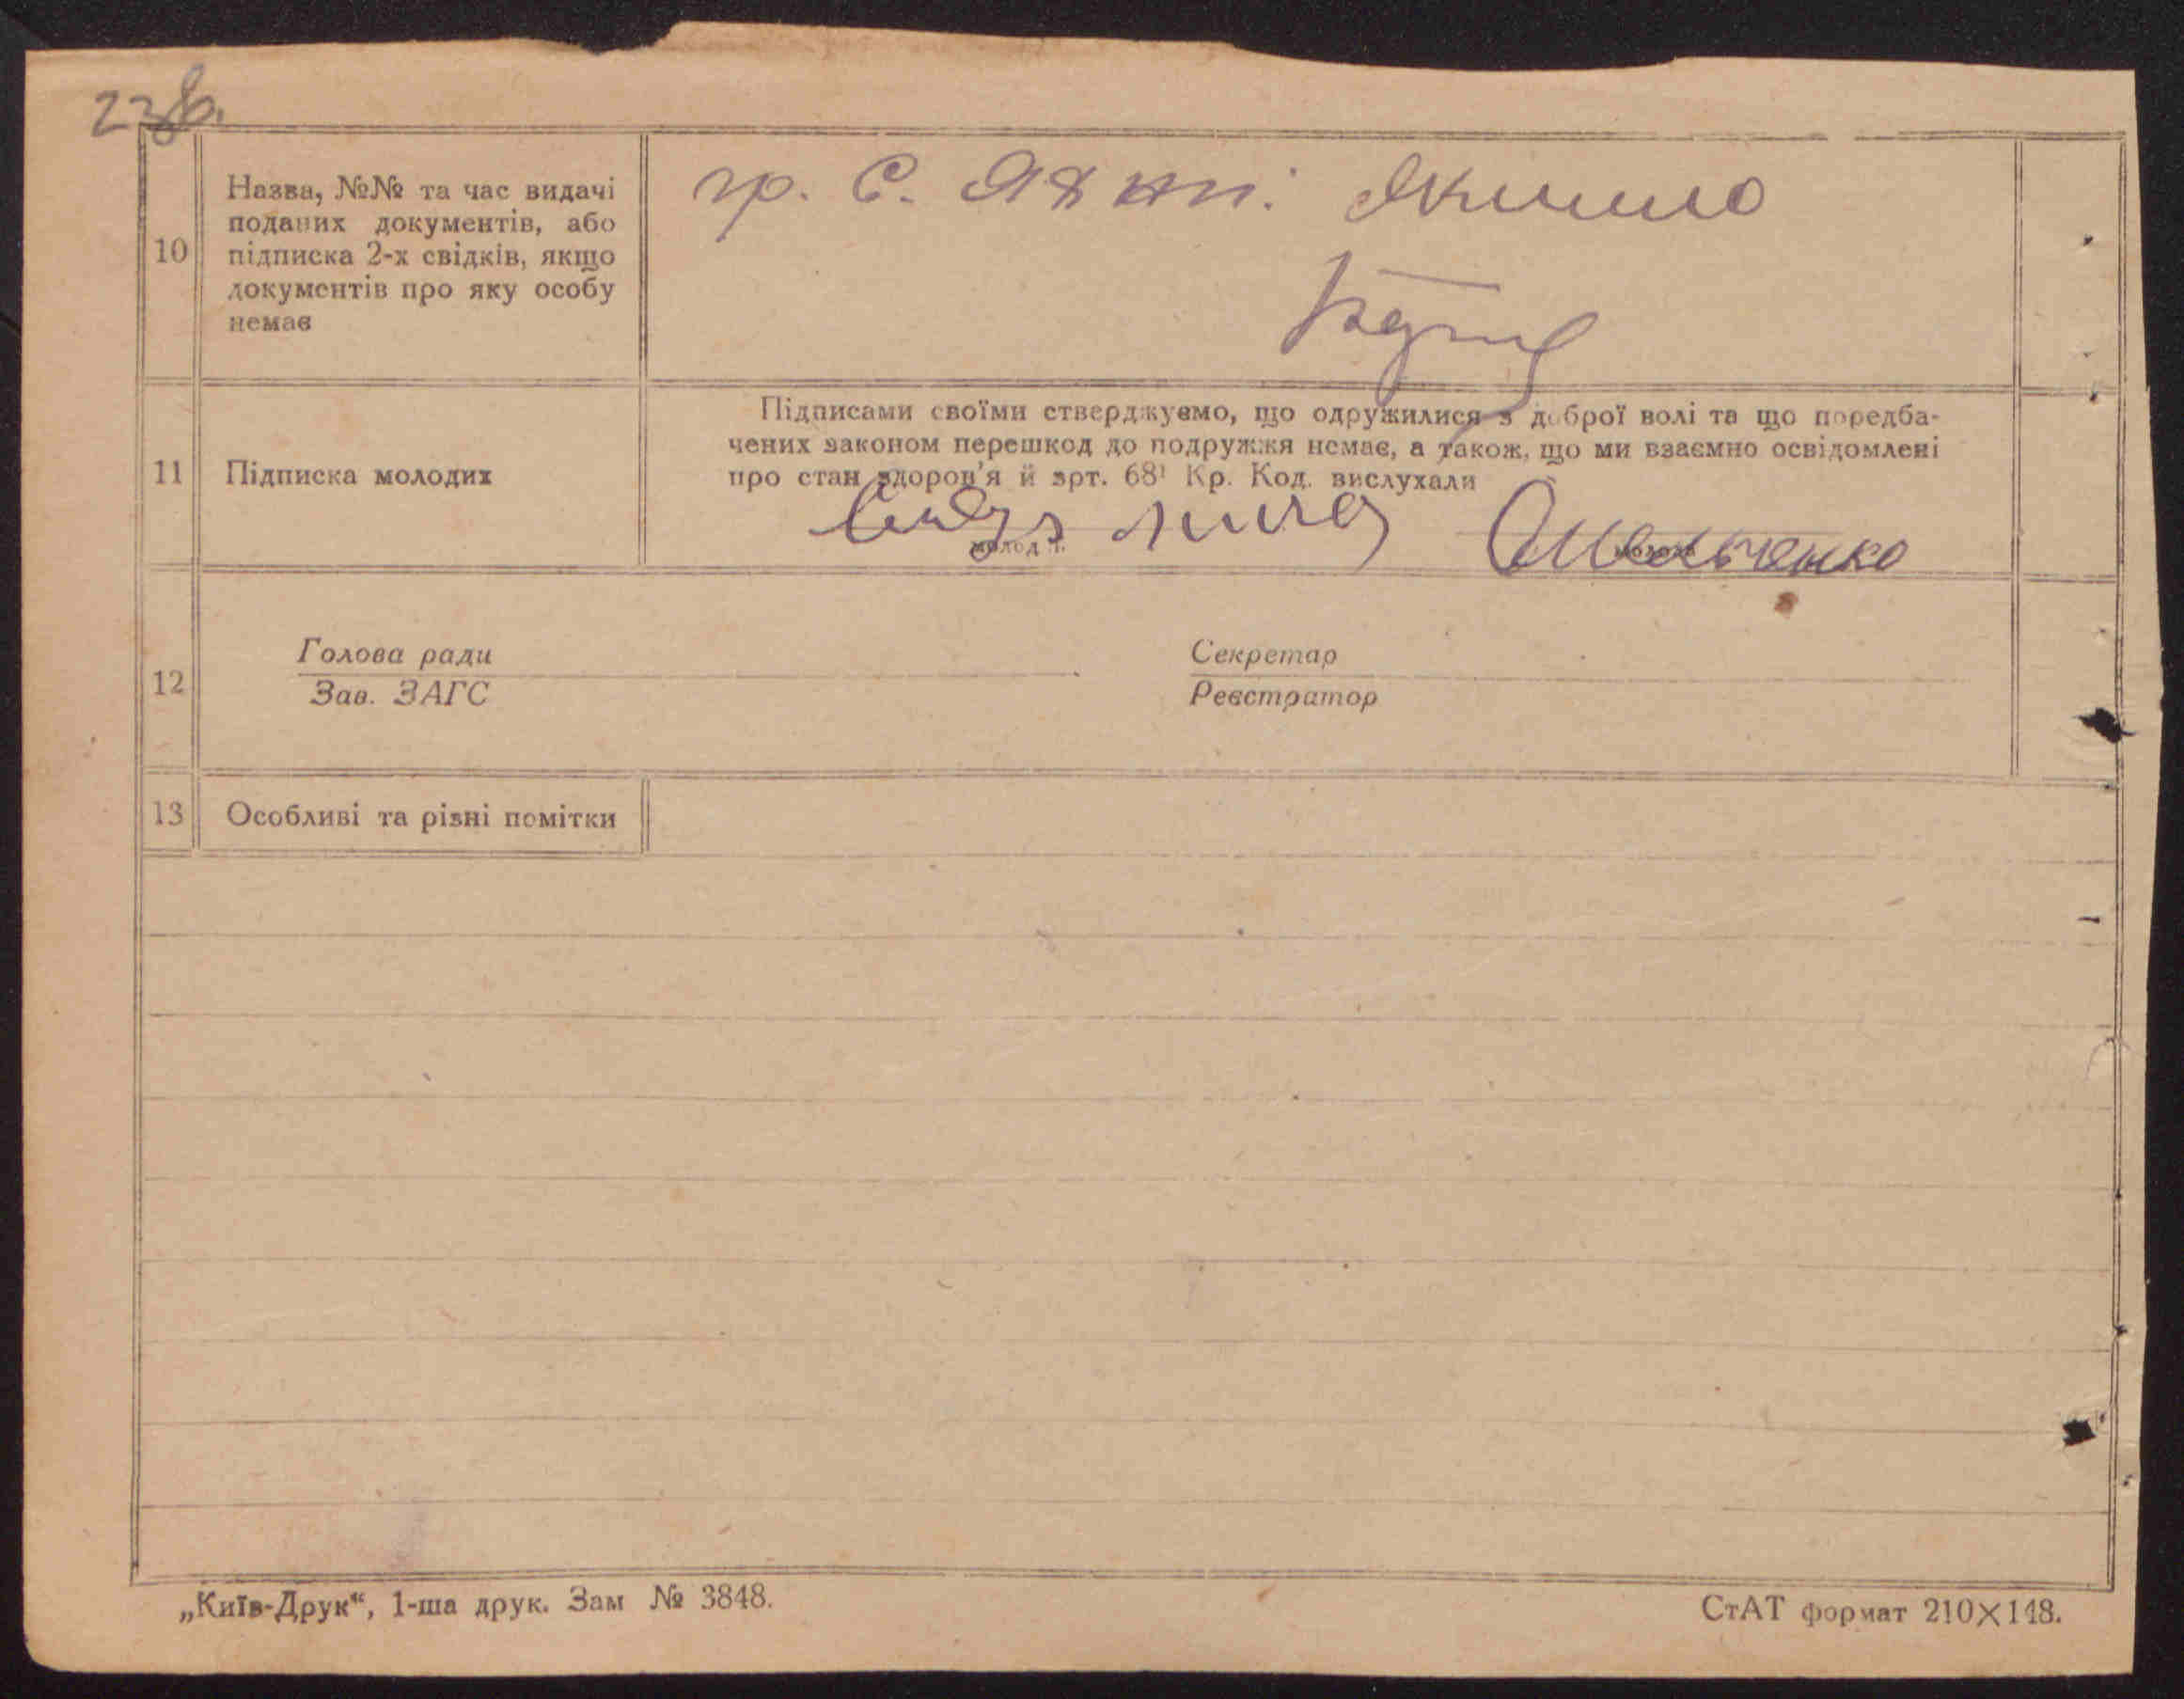 23б.
10
Назва, №№ та час видачі
поданих документів, або
підписка 2-х свідків, якщо
документів про яку особу
немає
гр. С.
11
Підписка молодих
Підписами своїми стверджуємо, що одружилися з доброї волі та що поредба-
чених законом перешкод до подружжя немає, а також, що ми взаємно освідомлені
про стан здоров'я й арт. 68¹ Кр. Код. вислухали
Омельченко
12
Голова ради
Зав. ЗАГС
Секретар
Реєстратор
13
Особливі та різні помітки
„Київ-Друк“, 1-ша друк. Зам № 3848.
СтАТ формат 210×148.